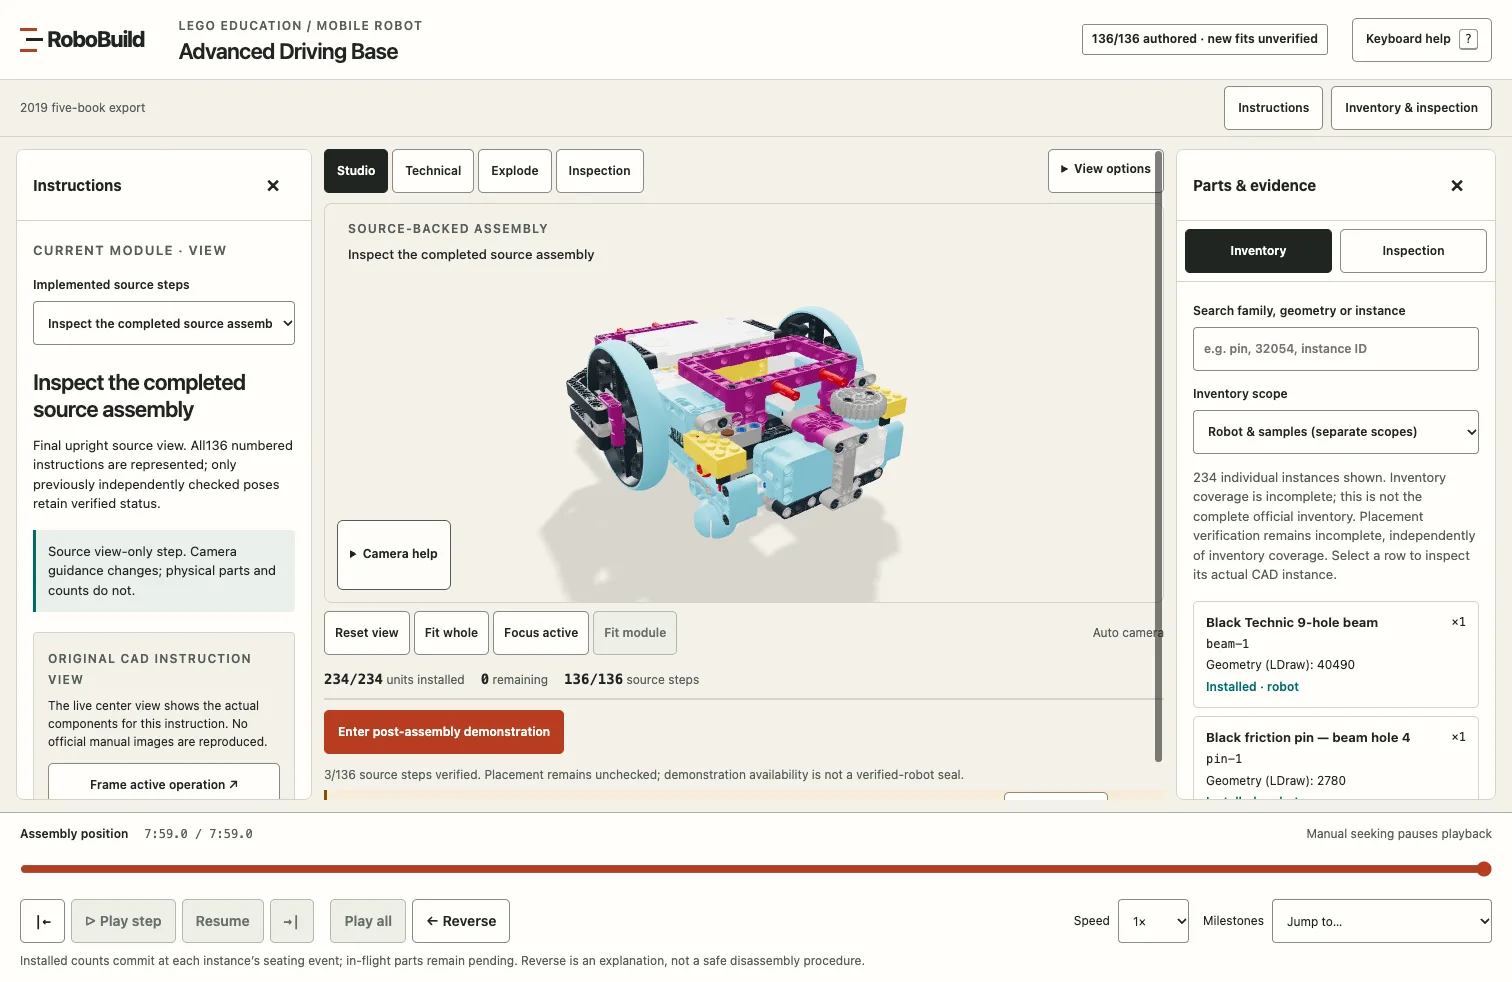 RoboBuild
LEGO EDUCATION / MOBILE ROBOT
Advanced Driving Base
136/136 authored · new fits unverified
Keyboard help ?
2019 five-book export
Instructions
Inventory & inspection
Instructions ×
CURRENT MODULE · VIEW
Implemented source steps
Inspect the completed source assemb
Inspect the completed
source assembly
Final upright source view. All136 numbered
instructions are represented; only
previously independently checked poses
retain verified status.
Source view-only step. Camera
guidance changes; physical parts and
counts do not.
ORIGINAL CAD INSTRUCTION
VIEW
The live center view shows the actual
components for this instruction. No
official manual images are reproduced.
Frame active operation ↗
Studio
Technical
Explode
Inspection
▸ View options
SOURCE-BACKED ASSEMBLY
Inspect the completed source assembly
▸ Camera help
Reset view
Fit whole
Focus active
Fit module
Auto camera
234/234 units installed 0 remaining 136/136 source steps
Enter post-assembly demonstration
3/136 source steps verified. Placement remains unchecked; demonstration availability is not a verified-robot seal.
Parts & evidence ×
Inventory
Inspection
Search family, geometry or instance
e.g. pin, 32054, instance ID
Inventory scope
Robot & samples (separate scopes)
234 individual instances shown. Inventory
coverage is incomplete; this is not the
complete official inventory. Placement
verification remains incomplete, independently
of inventory coverage. Select a row to inspect
its actual CAD instance.
Black Technic 9-hole beam ×1
beam-1
Geometry (LDraw): 40490
Installed · robot
Black friction pin — beam hole 4 ×1
pin-1
Geometry (LDraw): 2780
Assembly position 7:59.0 / 7:59.0
Manual seeking pauses playback
|←
▷ Play step
Resume
→|
Play all
← Reverse
Speed 1×
Milestones Jump to...
Installed counts commit at each instance's seating event; in-flight parts remain pending. Reverse is an explanation, not a safe disassembly procedure.